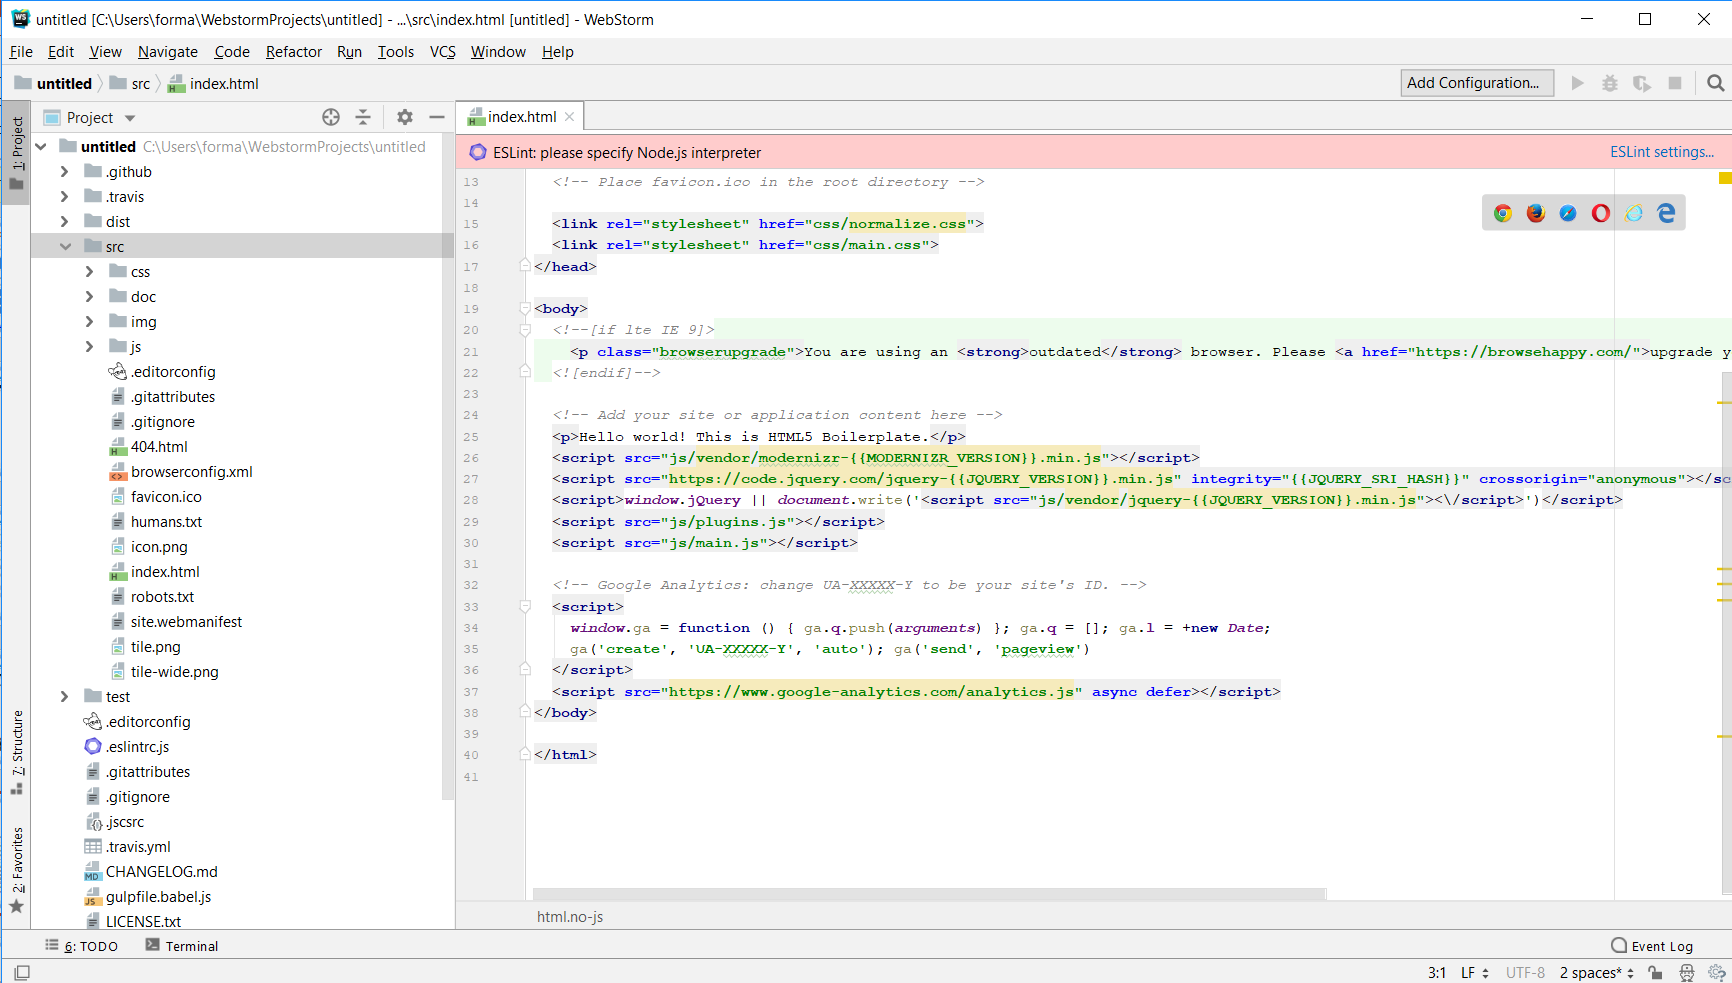 WS untitled [C:\Users\forma\WebstormProjects\untitled] - ...\src\index.html [untitled] - WebStorm
File Edit View Navigate Code Refactor Run Tools VCS Window Help
untitled src index.html Add Configuration...
1: Project
7: Structure
2: Favorites
Project
untitled C:\Users\forma\WebstormProjects\untitled
.github
.travis
dist
src
css
doc
img
js
.editorconfig
.gitattributes
.gitignore
404.html
browserconfig.xml
favicon.ico
humans.txt
icon.png
index.html
robots.txt
site.webmanifest
tile.png
tile-wide.png
test
.editorconfig
.eslintrc.js
.gitattributes
.gitignore
.jscsrc
.travis.yml
CHANGELOG.md
gulpfile.babel.js
LICENSE.txt
index.html
ESLint: please specify Node.js interpreter ESLint settings...
13 <!-- Place favicon.ico in the root directory -->
14
15 <link rel="stylesheet" href="css/normalize.css">
16 <link rel="stylesheet" href="css/main.css">
17 </head>
18
19 <body>
20 <!--[if lte IE 9]>
21 <p class="browserupgrade">You are using an <strong>outdated</strong> browser. Please <a href="https://browsehappy.com/">upgrade y
22 <![endif]-->
23
24 <!-- Add your site or application content here -->
25 <p>Hello world! This is HTML5 Boilerplate.</p>
26 <script src="js/vendor/modernizr-{{MODERNIZR_VERSION}}.min.js"></script>
27 <script src="https://code.jquery.com/jquery-{{JQUERY_VERSION}}.min.js" integrity="{{JQUERY_SRI_HASH}}" crossorigin="anonymous"></sc
28 <script>window.jQuery || document.write('<script src="js/vendor/jquery-{{JQUERY_VERSION}}.min.js"><\/script>')</script>
29 <script src="js/plugins.js"></script>
30 <script src="js/main.js"></script>
31
32 <!-- Google Analytics: change UA-XXXXX-Y to be your site's ID. -->
33 <script>
34 window.ga = function () { ga.q.push(arguments) }; ga.q = []; ga.l = +new Date;
35 ga('create', 'UA-XXXXX-Y', 'auto'); ga('send', 'pageview')
36 </script>
37 <script src="https://www.google-analytics.com/analytics.js" async defer></script>
38 </body>
39
40 </html>
41
html.no-js
6: TODO Terminal Event Log
3:1 LF UTF-8 2 spaces*